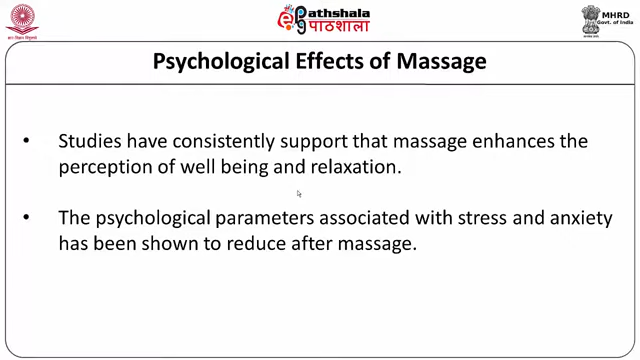 Pathshala
पाठशाला
MHRD
Govt. of India
Psychological Effects of Massage
• Studies have consistently support that massage enhances the
perception of well being and relaxation.
• The psychological parameters associated with stress and anxiety
has been shown to reduce after massage.